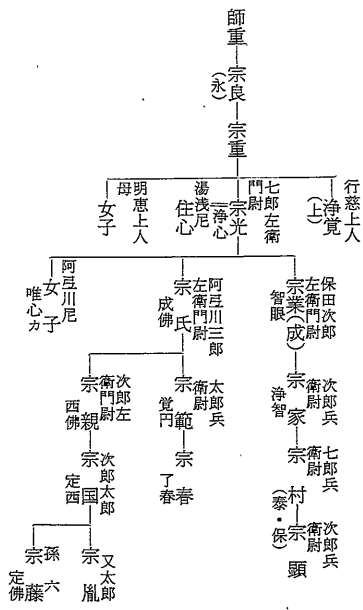 師重
宗良
(永)
宗重
行慈上人
浄覚
(上)
七郎左衛門尉
宗光
浄心
湯浅尼
住心
明恵上人母
女子
保田次郎左衛門尉
宗業(成)
智眼
次郎兵衛尉
宗家
浄智
七郎兵衛尉
宗村
(泰・保)
次郎兵衛尉
宗顕
阿弖川三郎左衛門尉
宗氏
成佛
太郎兵衛尉
宗範
覚円
宗春
了春
次郎左衛門尉
宗親
西佛
次郎太郎
宗国
定西
又太郎
宗胤
孫六
宗藤
定佛
阿弖川尼
女子
唯心カ